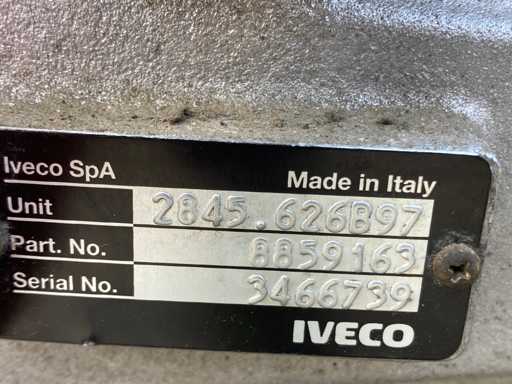 Iveco SpA Made in Italy
Unit 2845.626B97
Part. No. 8859163
Serial No. 3466739
IVECO